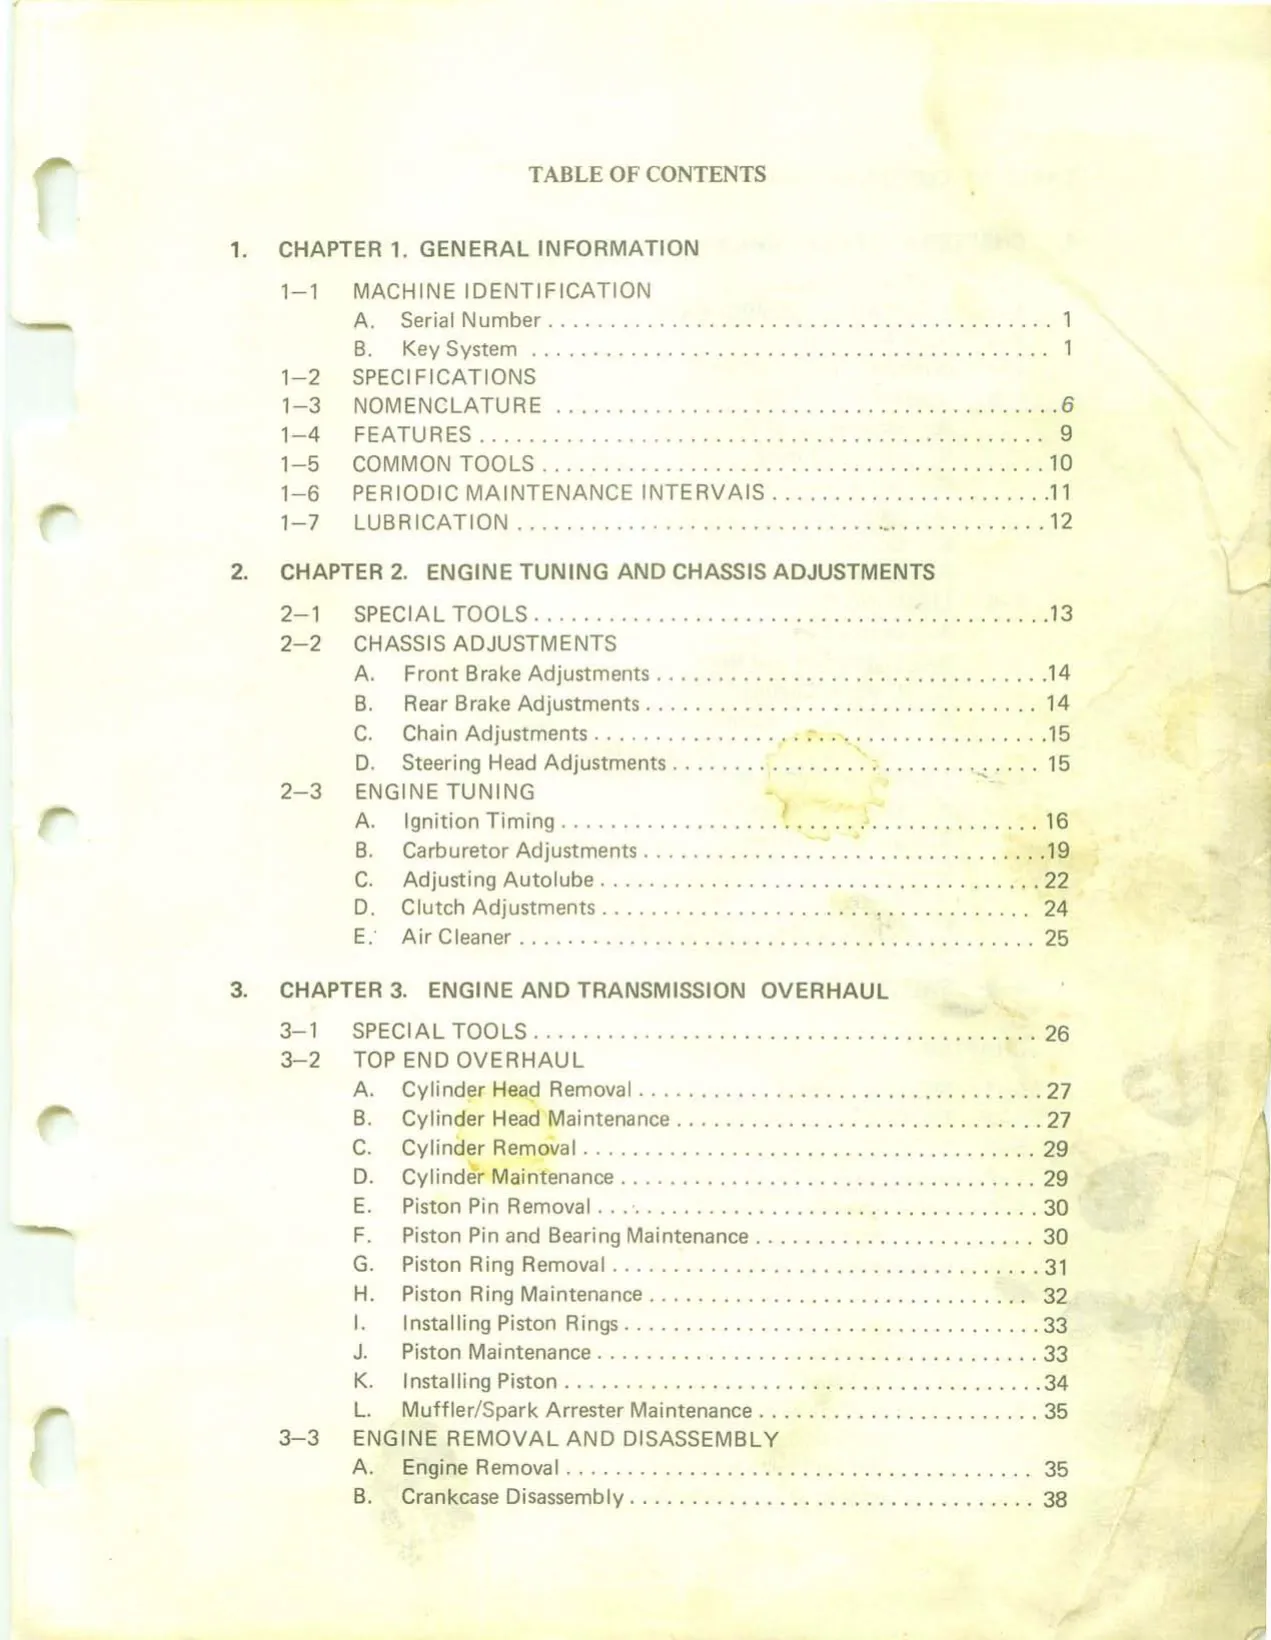 TABLE OF CONTENTS
1. CHAPTER 1. GENERAL INFORMATION
1–1 MACHINE IDENTIFICATION
A. Serial Number . . . . . . . . . . . . . . . . . . . . 1
B. Key System . . . . . . . . . . . . . . . . . . . . 1
1–2 SPECIFICATIONS
1–3 NOMENCLATURE . . . . . . . . . . . . . . . . . . . . 6
1–4 FEATURES . . . . . . . . . . . . . . . . . . . . 9
1–5 COMMON TOOLS . . . . . . . . . . . . . . . . . . . . 10
1–6 PERIODIC MAINTENANCE INTERVAIS . . . . . . . . . . . . . . . . . . . . 11
1–7 LUBRICATION . . . . . . . . . . . . . . . . . . . . 12
2. CHAPTER 2. ENGINE TUNING AND CHASSIS ADJUSTMENTS
2–1 SPECIAL TOOLS . . . . . . . . . . . . . . . . . . . . 13
2–2 CHASSIS ADJUSTMENTS
A. Front Brake Adjustments . . . . . . . . . . . . . . . . . . . . 14
B. Rear Brake Adjustments . . . . . . . . . . . . . . . . . . . . 14
C. Chain Adjustments . . . . . . . . . . . . . . . . . . . . 15
D. Steering Head Adjustments . . . . . . . . . . . . . . . . . . . . 15
2–3 ENGINE TUNING
A. Ignition Timing . . . . . . . . . . . . . . . . . . . . 16
B. Carburetor Adjustments . . . . . . . . . . . . . . . . . . . . 19
C. Adjusting Autolube . . . . . . . . . . . . . . . . . . . . 22
D. Clutch Adjustments . . . . . . . . . . . . . . . . . . . . 24
E. Air Cleaner . . . . . . . . . . . . . . . . . . . . 25
3. CHAPTER 3. ENGINE AND TRANSMISSION OVERHAUL
3–1 SPECIAL TOOLS . . . . . . . . . . . . . . . . . . . . 26
3–2 TOP END OVERHAUL
A. Cylinder Head Removal . . . . . . . . . . . . . . . . . . . . 27
B. Cylinder Head Maintenance . . . . . . . . . . . . . . . . . . . . 27
C. Cylinder Removal . . . . . . . . . . . . . . . . . . . . 29
D. Cylinder Maintenance . . . . . . . . . . . . . . . . . . . . 29
E. Piston Pin Removal . . . . . . . . . . . . . . . . . . . . 30
F. Piston Pin and Bearing Maintenance . . . . . . . . . . . . . . . . . . . . 30
G. Piston Ring Removal . . . . . . . . . . . . . . . . . . . . 31
H. Piston Ring Maintenance . . . . . . . . . . . . . . . . . . . . 32
I. Installing Piston Rings . . . . . . . . . . . . . . . . . . . . 33
J. Piston Maintenance . . . . . . . . . . . . . . . . . . . . 33
K. Installing Piston . . . . . . . . . . . . . . . . . . . . 34
L. Muffler/Spark Arrester Maintenance . . . . . . . . . . . . . . . . . . . . 35
3–3 ENGINE REMOVAL AND DISASSEMBLY
A. Engine Removal . . . . . . . . . . . . . . . . . . . . 35
B. Crankcase Disassembly . . . . . . . . . . . . . . . . . . . . 38